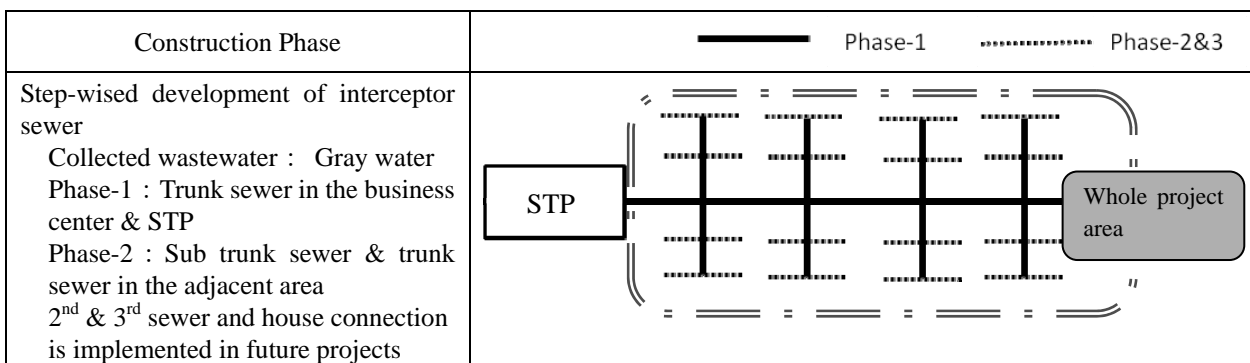 Construction Phase
Phase-1
Phase-2&3
Step-wised development of interceptor
sewer
Collected wastewater : Gray water
Phase-1 : Trunk sewer in the business
center & STP
Phase-2 : Sub trunk sewer & trunk
sewer in the adjacent area
2nd & 3rd sewer and house connection
is implemented in future projects
STP
Whole project
area